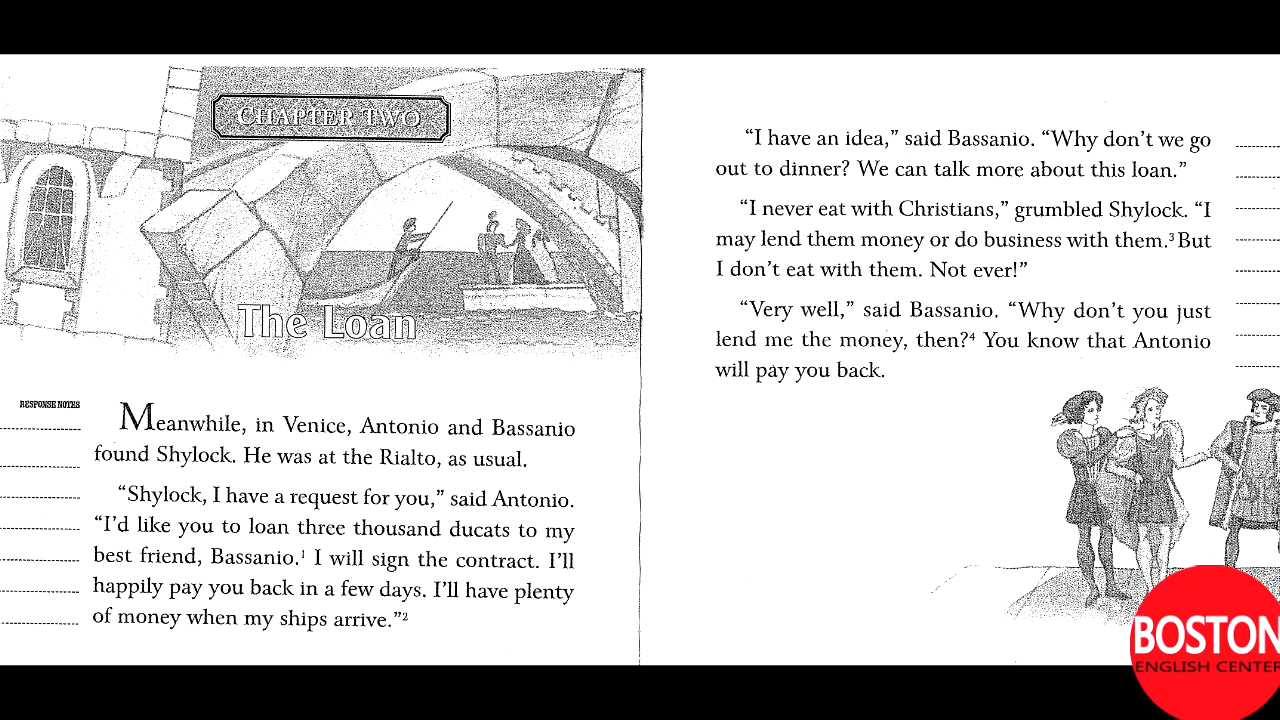 CHAPTER TWO
The Loan
RESPONSE NOTES
Meanwhile, in Venice, Antonio and Bassanio
found Shylock. He was at the Rialto, as usual.
“Shylock, I have a request for you,” said Antonio.
“I’d like you to loan three thousand ducats to my
best friend, Bassanio.¹ I will sign the contract. I’ll
happily pay you back in a few days. I’ll have plenty
of money when my ships arrive.”²
“I have an idea,” said Bassanio. “Why don’t we go
out to dinner? We can talk more about this loan.”
“I never eat with Christians,” grumbled Shylock. “I
may lend them money or do business with them.³ But
I don’t eat with them. Not ever!”
“Very well,” said Bassanio. “Why don’t you just
lend me the money, then?⁴ You know that Antonio
will pay you back.
BOSTON
ENGLISH CENTER